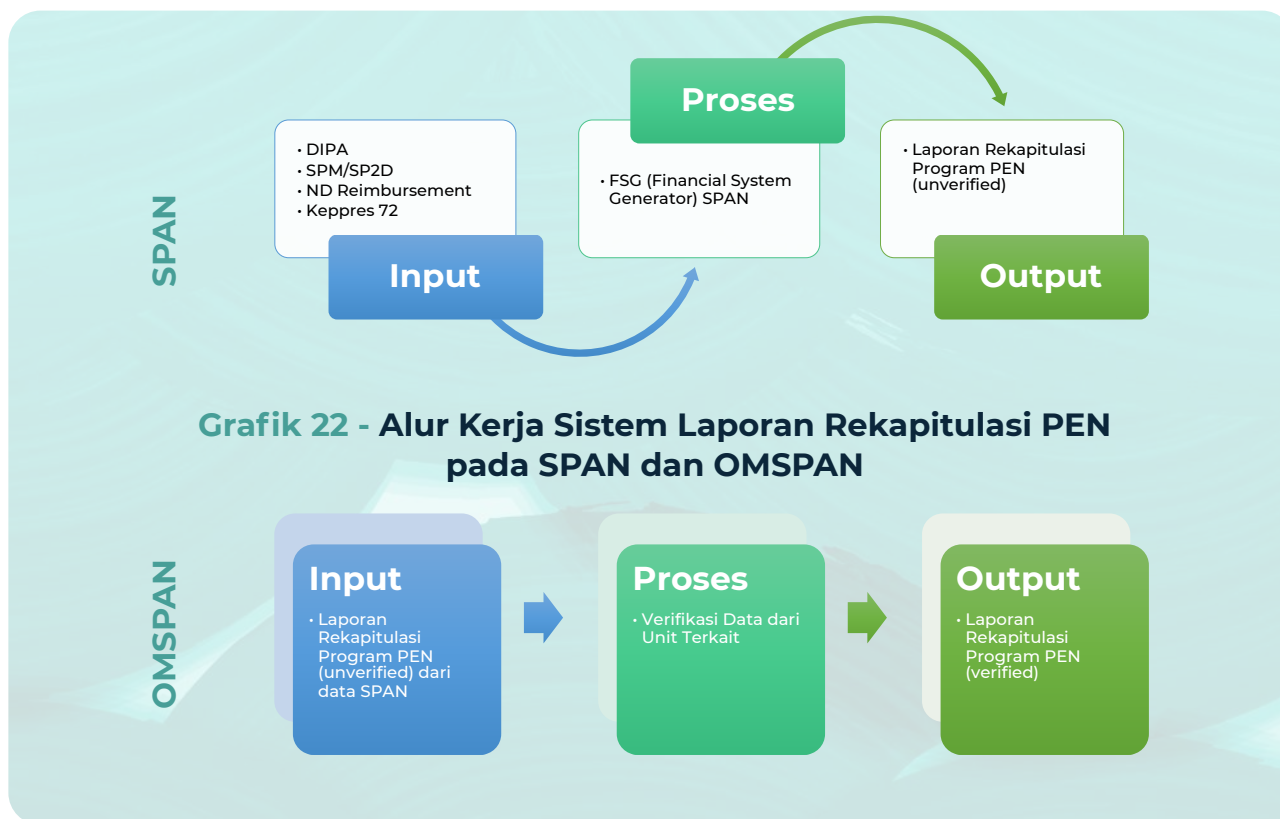 SPAN
• DIPA
• SPM/SP2D
• ND Reimbursement
• Keppres 72
Input
Proses
• FSG (Financial System
Generator) SPAN
• Laporan Rekapitulasi
Program PEN
(unverified)
Output
Grafik 22 - Alur Kerja Sistem Laporan Rekapitulasi PEN
pada SPAN dan OMSPAN
OMSPAN
Input
• Laporan
Rekapitulasi
Program PEN
(unverified) dari
data SPAN
Proses
• Verifikasi Data dari
Unit Terkait
Output
• Laporan
Rekapitulasi
Program PEN
(verified)